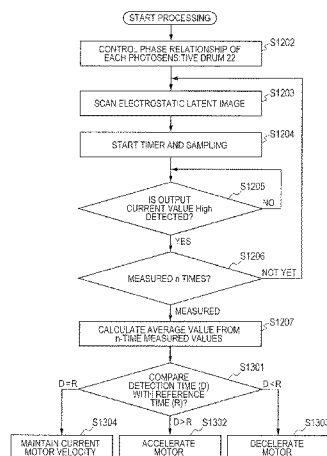 START PROCESSING
S1202
CONTROL PHASE RELATIONSHIP OF
EACH PHOTOSENSITIVE DRUM 22
S1203
SCAN ELECTROSTATIC LATENT IMAGE
S1204
START TIMER AND SAMPLING
S1205
IS OUTPUT
CURRENT VALUE High
DETECTED?
NO
YES
S1206
MEASURED n TIMES?
NOT YET
MEASURED
S1207
CALCULATE AVERAGE VALUE FROM
n-TIME MEASURED VALUES
S1301
COMPARE
DETECTION TIME (D)
WITH REFERENCE
TIME (R)?
D=R
D<R
D>R
S1304
S1302
S1303
MAINTAIN CURRENT
MOTOR VELOCITY
ACCELERATE
MOTOR
DECELERATE
MOTOR